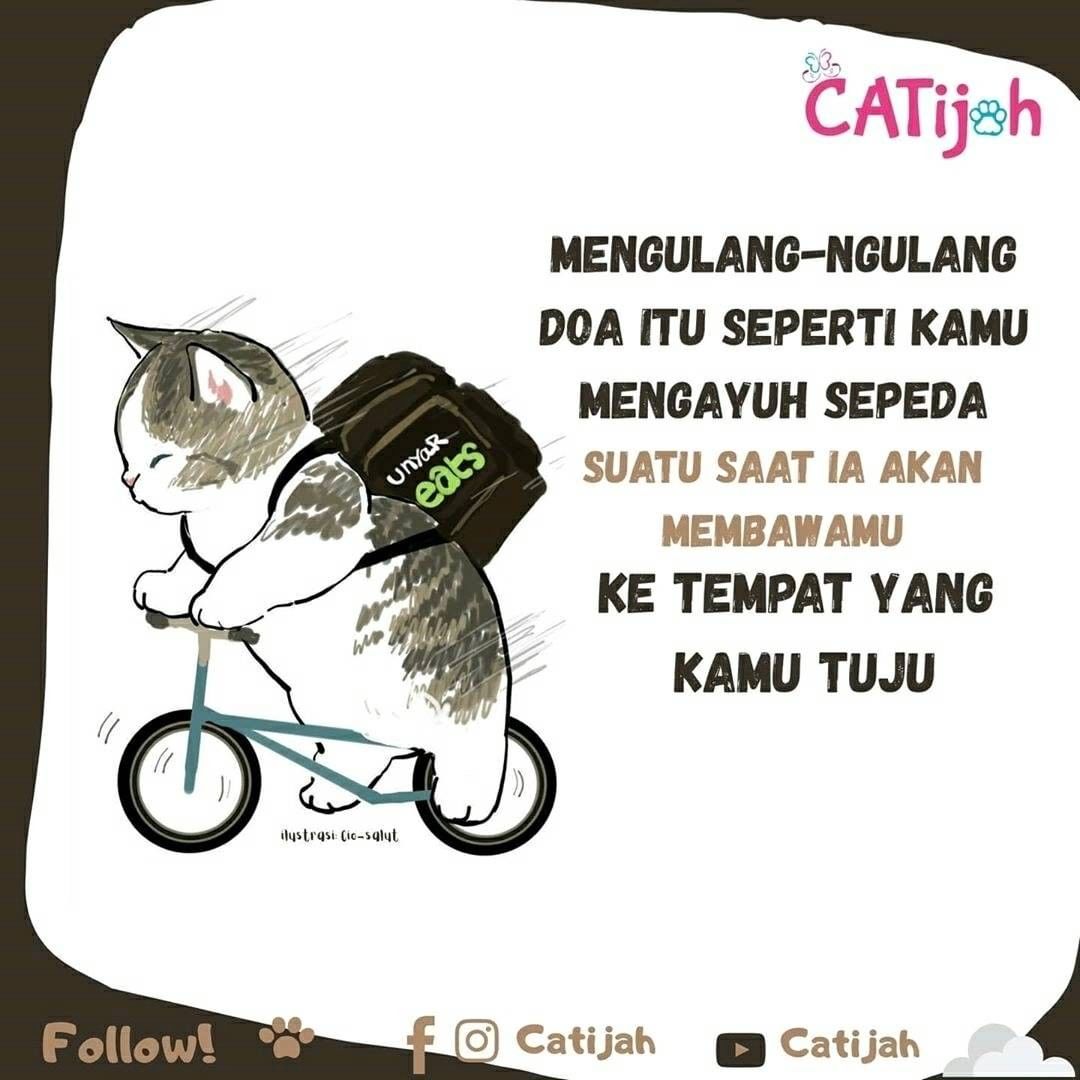 CATijah
MENGULANG-NGULANG
DOA ITU SEPERTI KAMU
MENGAYUH SEPEDA
SUATU SAAT IA AKAN
MEMBAWAMU
KE TEMPAT YANG
KAMU TUJU
unyaR
eats
ilustrasi: Cic-salut
Follow!
Catijah
Catijah